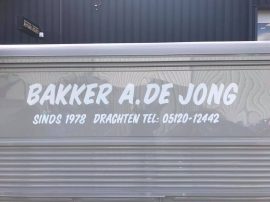 BAKKER A. DE JONG
SINDS 1978 DRACHTEN TEL: 05120-12442